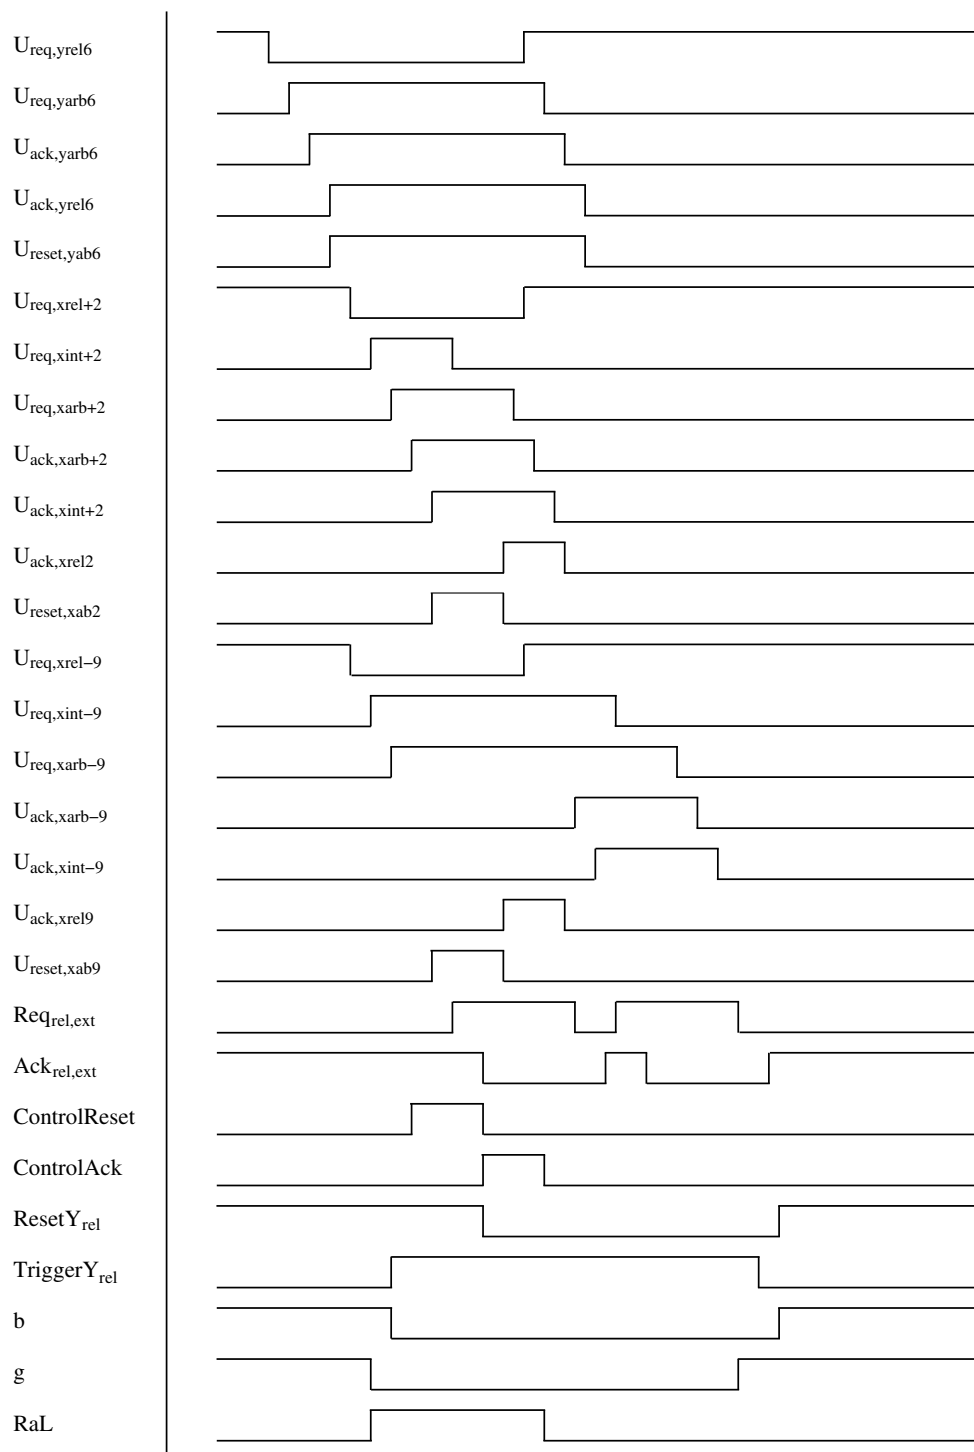 Ureq,yrel6
Ureq,yarb6
Uack,yarb6
Uack,yrel6
Ureset,yab6
Ureq,xrel+2
Ureq,xint+2
Ureq,xarb+2
Uack,xarb+2
Uack,xint+2
Uack,xrel2
Ureset,xab2
Ureq,xrel−9
Ureq,xint−9
Ureq,xarb−9
Uack,xarb−9
Uack,xint−9
Uack,xrel9
Ureset,xab9
Reqrel,ext
Ackrel,ext
ControlReset
ControlAck
ResetYrel
TriggerYrel
b
g
RaL